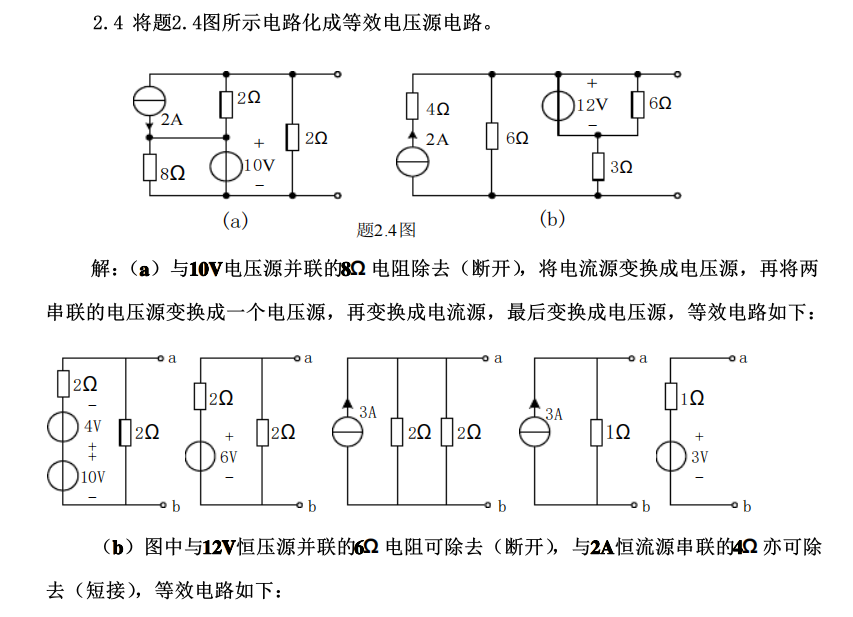 2.4 将题2.4图所示电路化成等效电压源电路。
2Ω 4Ω + 12V 6Ω
2A + 2Ω 2A 6Ω −
8Ω 10V 3Ω
−
(a) 题2.4图 (b)
解：（a）与10V电压源并联的8Ω 电阻除去（断开），将电流源变换成电压源，再将两
串联的电压源变换成一个电压源，再变换成电流源，最后变换成电压源，等效电路如下：
a a a a a
2Ω 2Ω 3A 3A 1Ω
− 4V 2Ω + 2Ω 2Ω 2Ω 1Ω +
+ + 6V 3V
10V − −
− b b b b b
（b）图中与12V恒压源并联的6Ω 电阻可除去（断开），与2A恒流源串联的4Ω 亦可除
去（短接），等效电路如下：